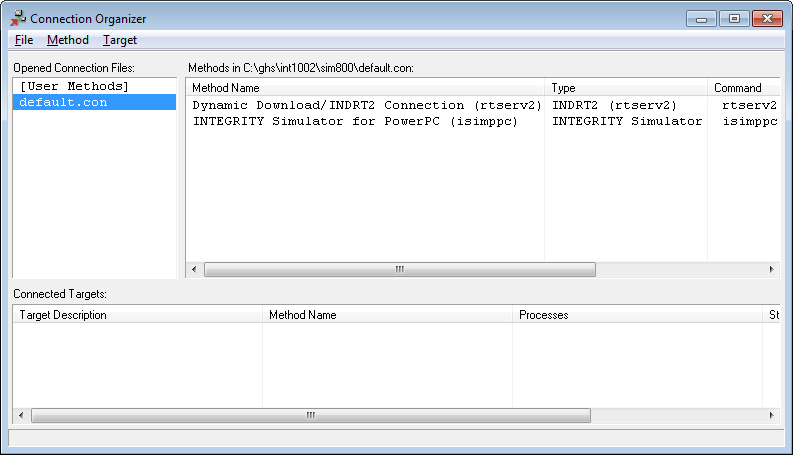 Connection Organizer
File Method Target
Opened Connection Files:
[User Methods]
default.con
Methods in C:\ghs\int1002\sim800\default.con:
Method Name Type Command
Dynamic Download/INDRT2 Connection (rtserv2) INDRT2 (rtserv2) rtserv2
INTEGRITY Simulator for PowerPC (isimppc) INTEGRITY Simulator isimppc
Connected Targets:
Target Description Method Name Processes St